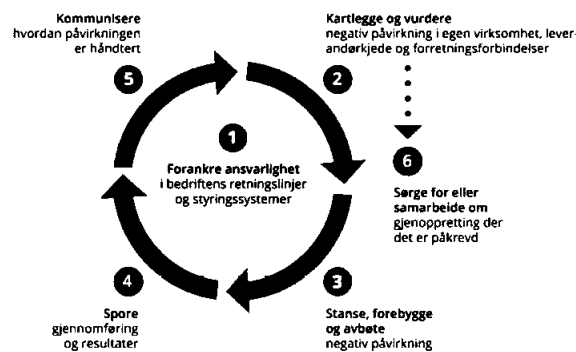 Kommunisere
hvordan påvirkningen
er håndtert
5
Kartlegge og vurdere
negativ påvirkning i egen virksomhet, lever-
andørkjede og forretningsforbindelser
2
1
Forankre ansvarlighet
i bedriftens retningslinjer
og styringssystemer
6
Sørge for eller
samarbeide om
gjenoppretting der
det er påkrevd
4
Spore
gjennomføring
og resultater
3
Stanse, forebygge
og avbøte
negativ påvirkning